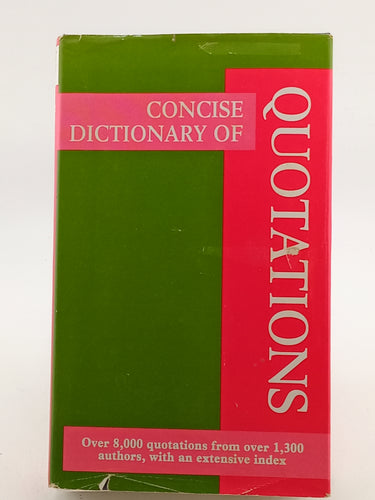 CONCISE
DICTIONARY OF
QUOTATIONS
Over 8,000 quotations from over 1,300
authors, with an extensive index